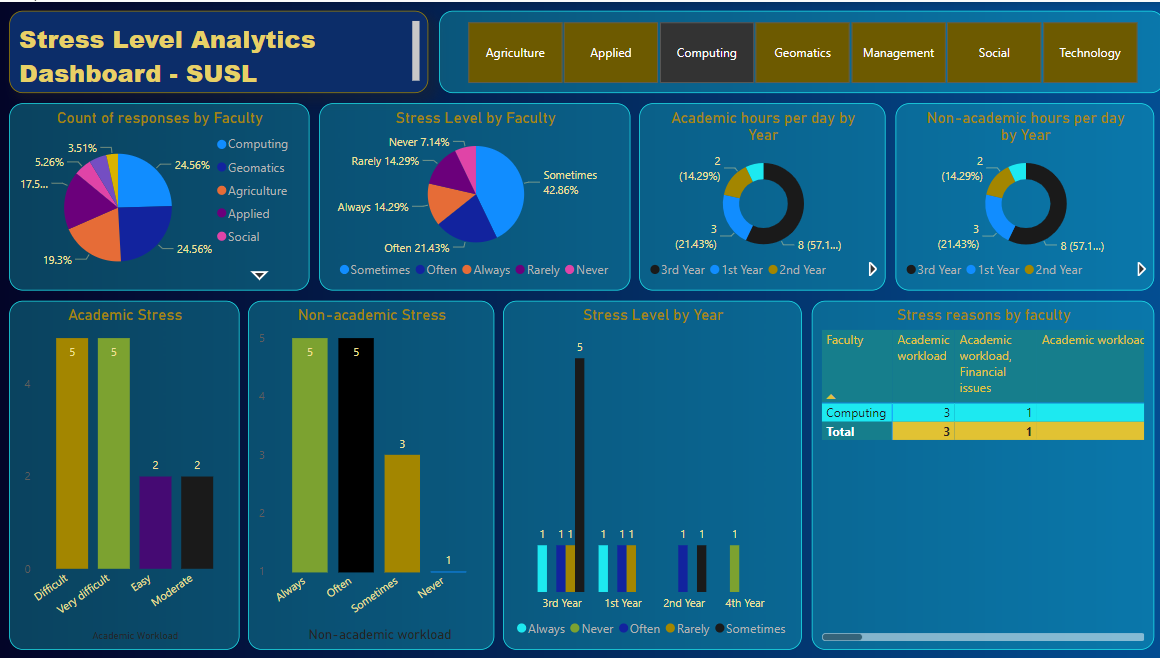 Stress Level Analytics
Dashboard - SUSL
Agriculture
Applied
Computing
Geomatics
Management
Social
Technology
Count of responses by Faculty
3.51%
5.26%
17.5...
19.3%
24.56%
24.56%
Computing
Geomatics
Agriculture
Applied
Social
Stress Level by Faculty
Never 7.14%
Rarely 14.29%
Always 14.29%
Often 21.43%
Sometimes
42.86%
Sometimes Often Always Rarely Never
Academic hours per day by
Year
2
(14.29%)
3
(21.43%)
8 (57.1...)
3rd Year 1st Year 2nd Year
Non-academic hours per day
by Year
2
(14.29%)
3
(21.43%)
8 (57.1...)
3rd Year 1st Year 2nd Year
Academic Stress
4
2
0
5
5
2
2
Difficult
Very difficult
Easy
Moderate
Academic Workload
Non-academic Stress
5
4
3
2
1
5
5
3
1
Always
Often
Sometimes
Never
Non-academic workload
Stress Level by Year
5
1 1 1 1 1 1 1 1 1
3rd Year 1st Year 2nd Year 4th Year
Always Never Often Rarely Sometimes
Stress reasons by faculty
Faculty
Academic
workload
Academic
workload,
Financial
issues
Academic workload
Computing 3 1
Total 3 1